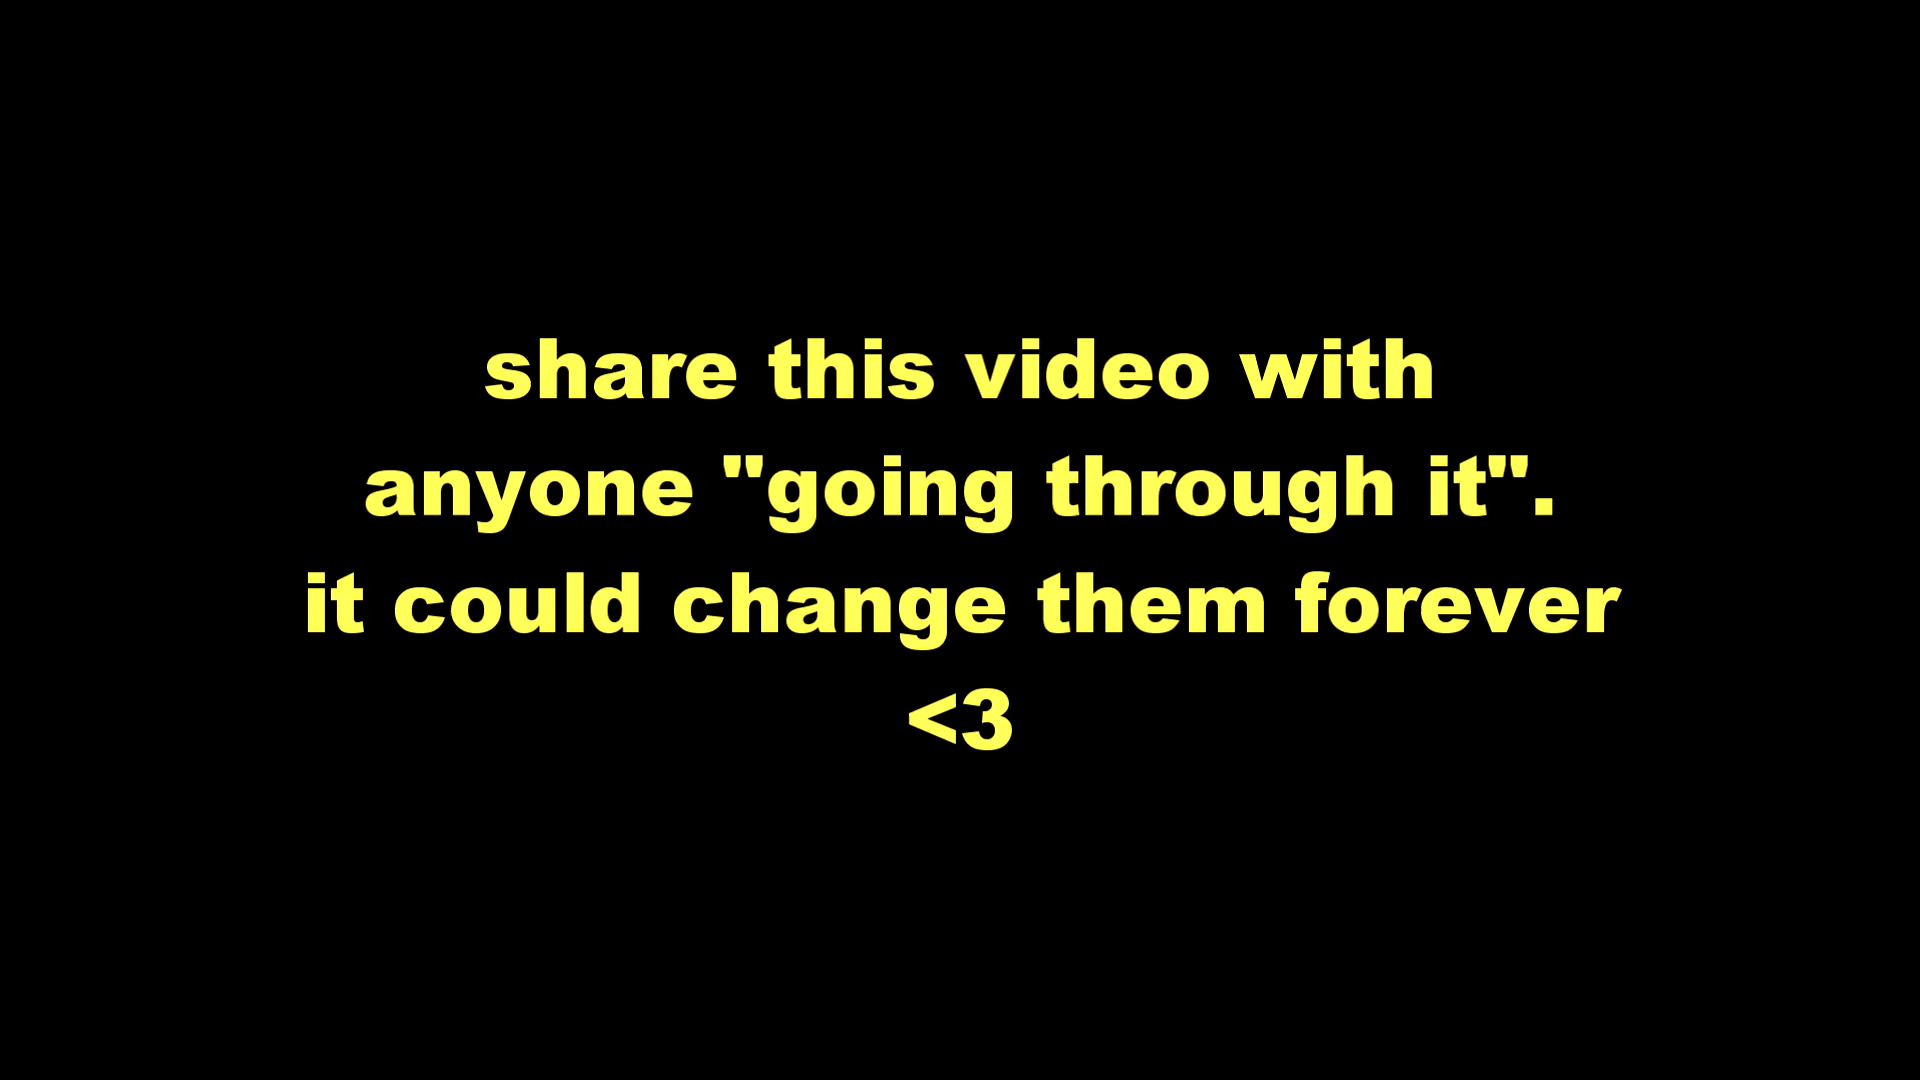 share this video with
anyone "going through it".
it could change them forever
<3